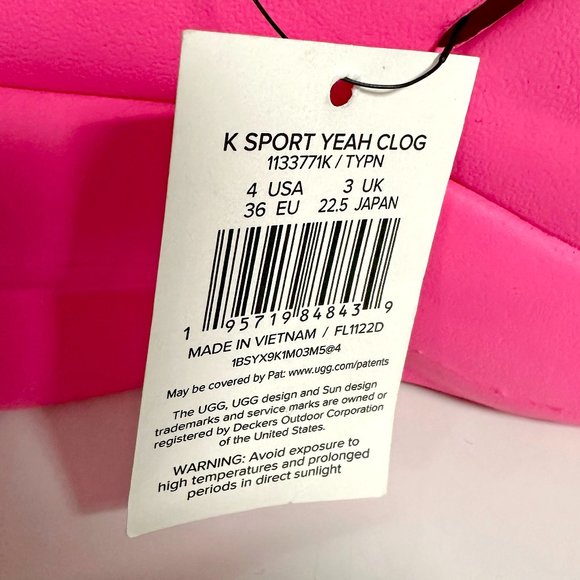 K SPORT YEAH CLOG
1133771K / TYPN
4 USA 3 UK
36 EU 22.5 JAPAN
1 95719 84843 9
MADE IN VIETNAM / FL1122D
1BSYX9K1M03M5@4
May be covered by Pat: www.ugg.com/patents
The UGG, UGG design and Sun design
trademarks and service marks are owned or
registered by Deckers Outdoor Corporation
of the United States.
WARNING: Avoid exposure to
high temperatures and prolonged
periods in direct sunlight